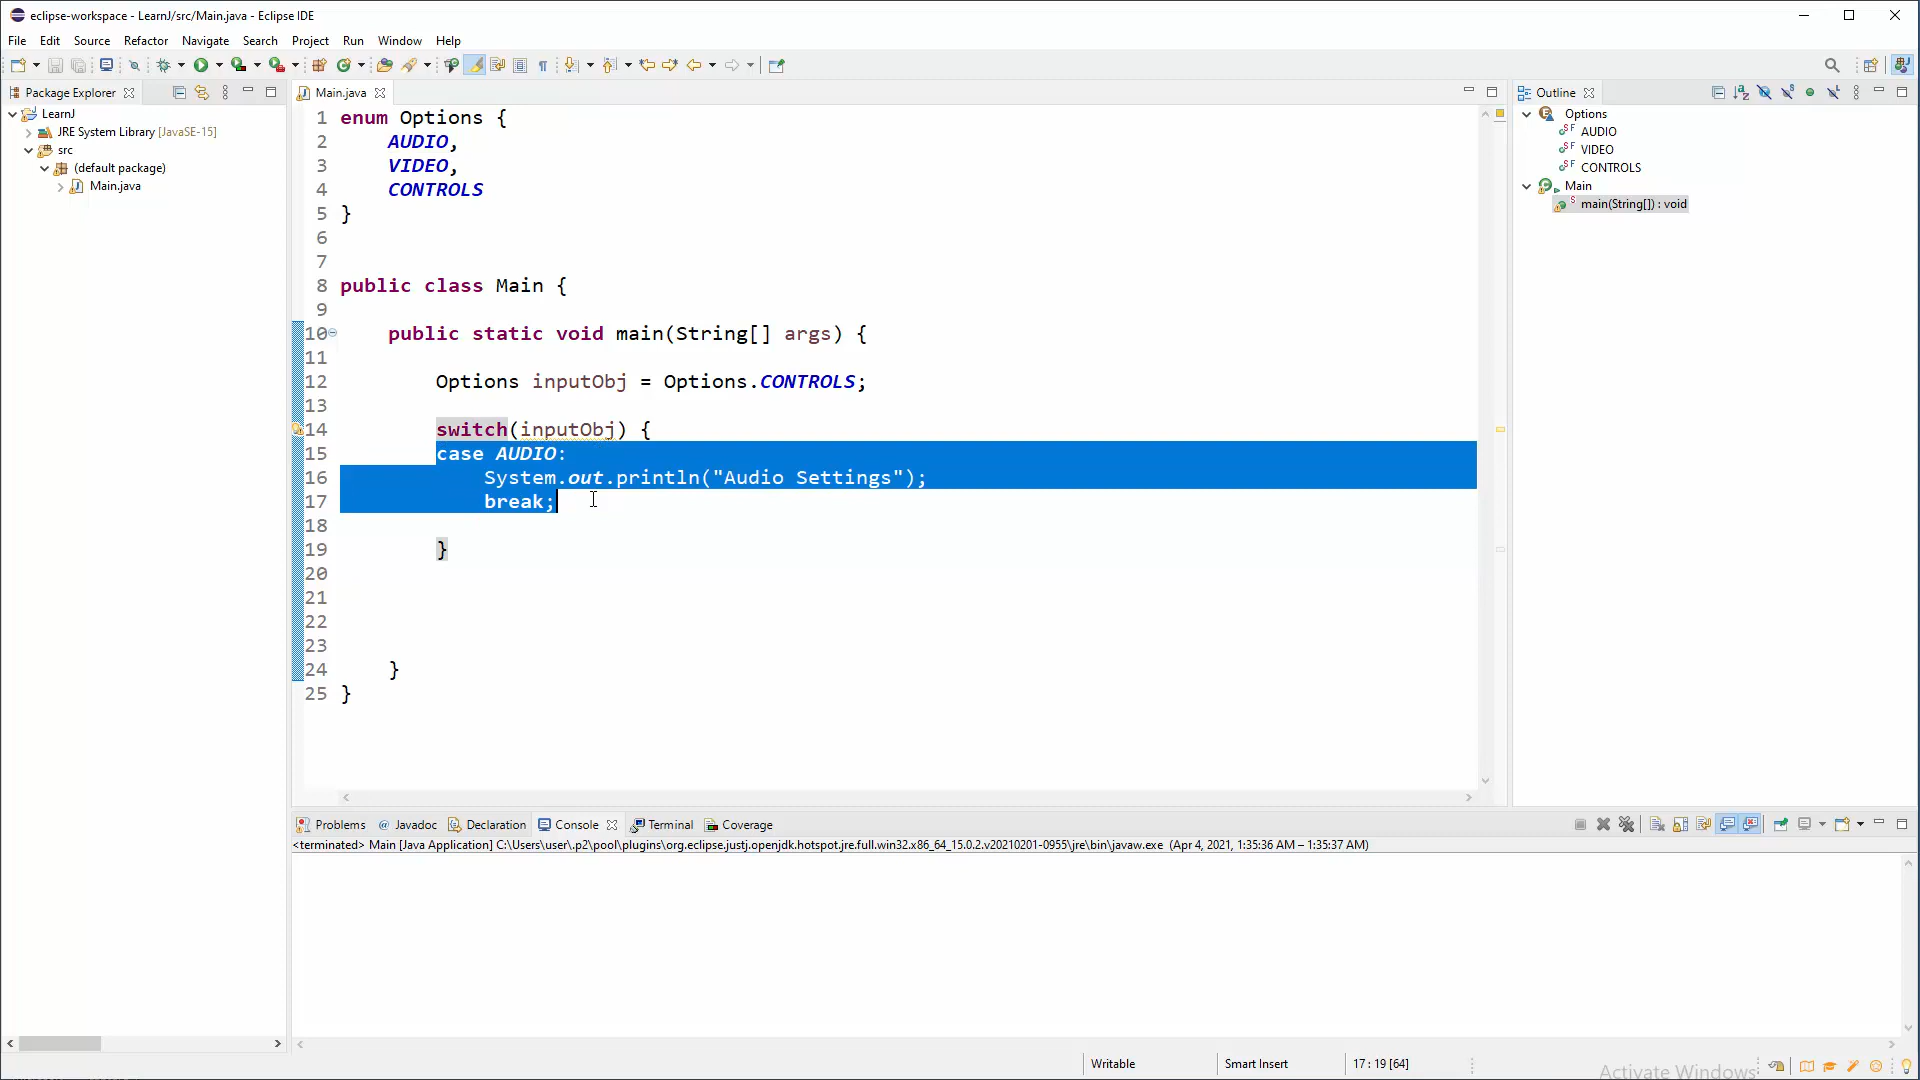 eclipse-workspace - LearnJ/src/Main.java - Eclipse IDE
File Edit Source Refactor Navigate Search Project Run Window Help
Package Explorer
LearnJ
JRE System Library [JavaSE-15]
src
(default package)
Main.java
Main.java
1 enum Options {
2 AUDIO,
3 VIDEO,
4 CONTROLS
5 }
6
7
8 public class Main {
9
10 public static void main(String[] args) {
11
12 Options inputObj = Options.CONTROLS;
13
14 switch(inputObj) {
15 case AUDIO:
16 System.out.println("Audio Settings");
17 break;
18
19 }
20
21
22
23
24 }
25 }
Outline
Options
AUDIO
VIDEO
CONTROLS
Main
main(String[]) : void
Problems @ Javadoc Declaration Console Terminal Coverage
<terminated> Main [Java Application] C:\Users\user\.p2\pool\plugins\org.eclipse.justj.openjdk.hotspot.jre.full.win32.x86_64_15.0.2.v20210201-0955\jre\bin\javaw.exe (Apr 4, 2021, 1:35:36 AM – 1:35:37 AM)
Writable Smart Insert 17 : 19 [64]
Activate Windows